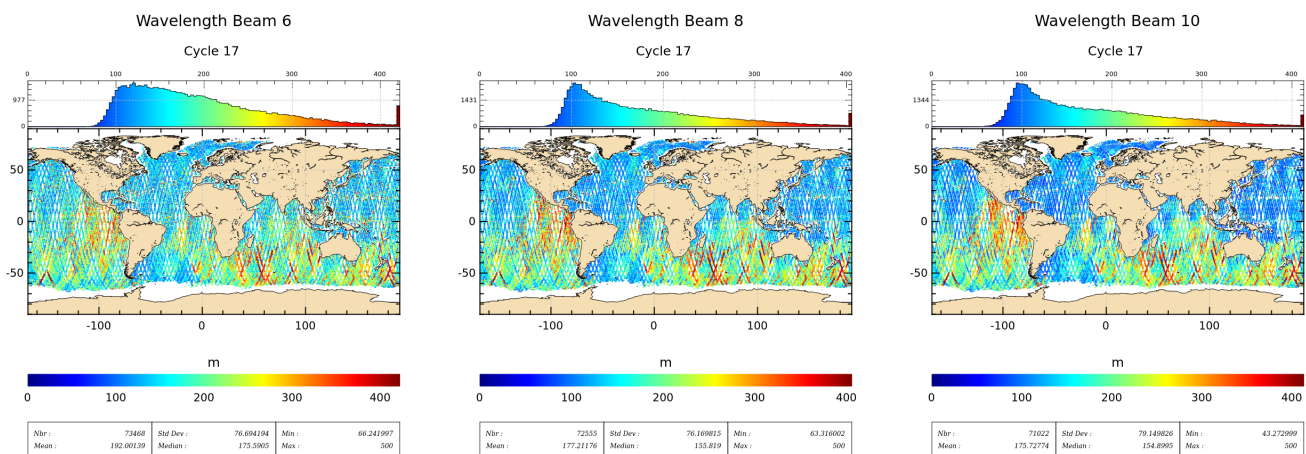 Wavelength Beam 6
Cycle 17
0 100 200 300 400
977
0
50
0
-50
-100 0 100
m
0 100 200 300 400
Nbr : 73468 Std Dev : 76.694194 Min : 66.241997
Mean : 192.00139 Median : 175.5905 Max : 500
Wavelength Beam 8
Cycle 17
0 100 200 300 400
1431
0
50
0
-50
-100 0 100
m
0 100 200 300 400
Nbr : 72555 Std Dev : 76.169815 Min : 63.316002
Mean : 177.21176 Median : 155.819 Max : 500
Wavelength Beam 10
Cycle 17
0 100 200 300 400
1344
0
50
0
-50
-100 0 100
m
0 100 200 300 400
Nbr : 71022 Std Dev : 79.149826 Min : 43.272999
Mean : 175.72774 Median : 154.8995 Max : 500